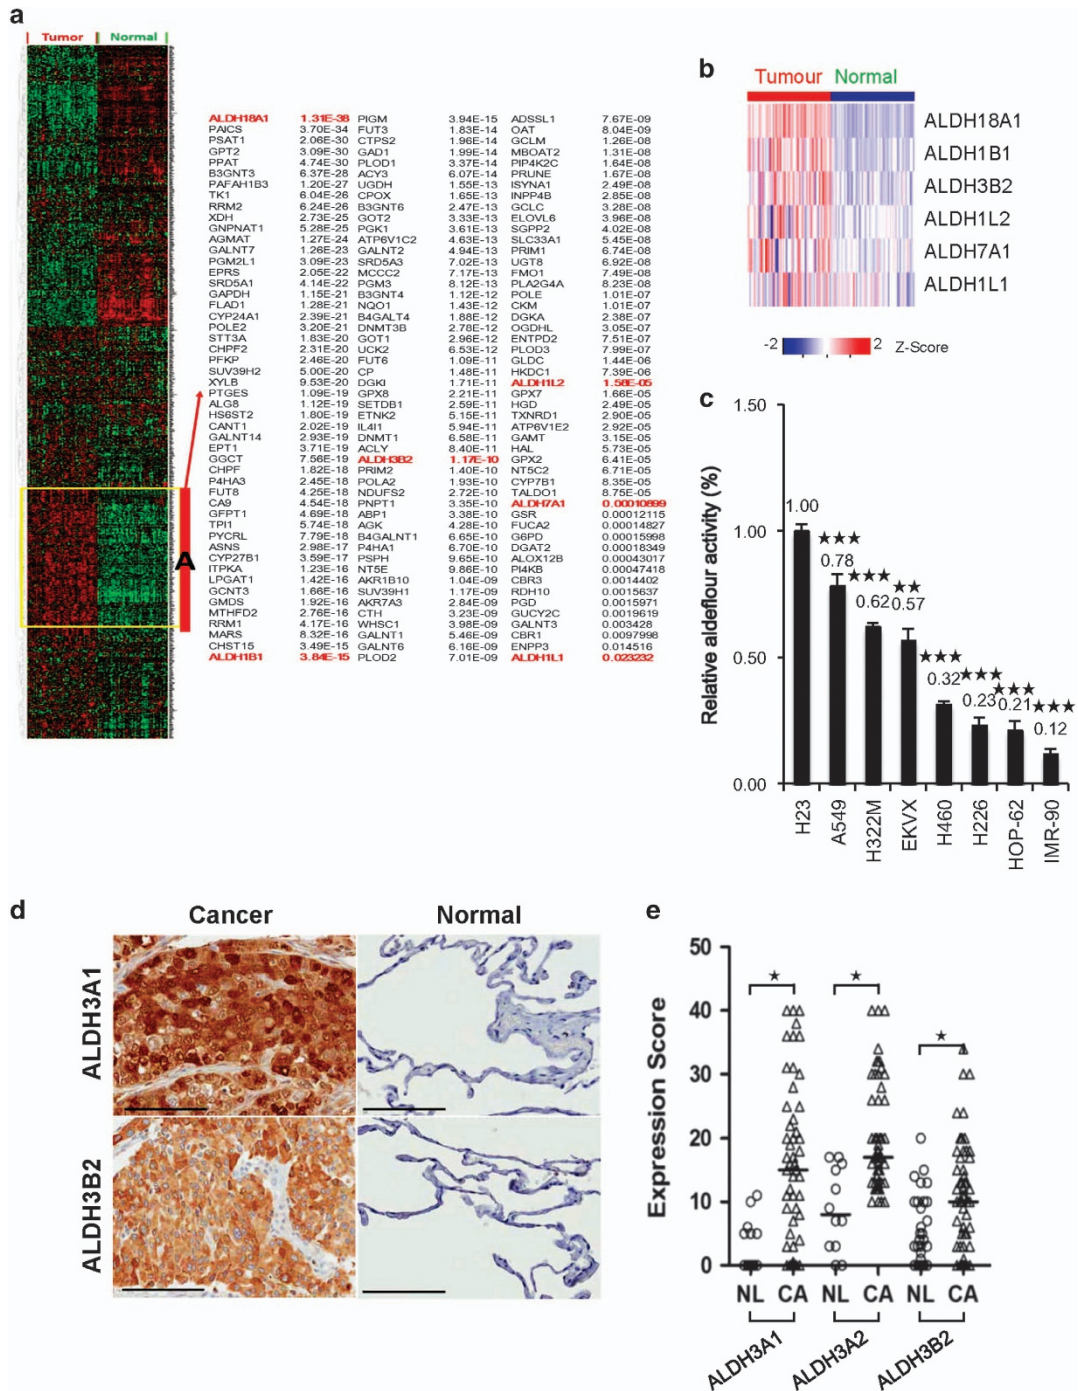 a
Tumor Normal
ALDH18A1 1.31E-38 PIGM 3.94E-15 ADSSL1 7.67E-09
PAICS 3.70E-34 FUT3 1.83E-14 OAT 8.04E-09
PSAT1 2.06E-30 CTPS2 1.96E-14 GCLM 1.26E-08
GPT2 3.09E-30 GAD1 1.99E-14 MBOAT2 1.31E-08
PPAT 4.74E-30 PLOD1 3.37E-14 PIP4K2C 1.64E-08
B3GNT3 6.37E-28 ACY3 6.07E-14 PRUNE 1.67E-08
PAFAH1B3 1.20E-27 UGDH 1.55E-13 ISYNA1 2.49E-08
TK1 6.04E-26 CPOX 1.65E-13 INPP4B 2.85E-08
RRM2 6.24E-26 B3GNT6 2.47E-13 GCLC 3.28E-08
XDH 2.73E-25 GOT2 3.33E-13 ELOVL6 3.96E-08
GNPNAT1 5.28E-25 PGK1 3.61E-13 SGPP2 4.02E-08
AGMAT 1.27E-24 ATP6V1C2 4.63E-13 SLC33A1 5.45E-08
GALNT7 1.26E-23 GALNT2 4.94E-13 PRIM1 6.74E-08
PGM2L1 3.09E-23 SRD5A3 7.02E-13 UGT8 6.92E-08
EPRS 2.05E-22 MCCC2 7.17E-13 FMO1 7.49E-08
SRD5A1 4.14E-22 PGM3 8.12E-13 PLA2G4A 8.23E-08
GAPDH 1.15E-21 B3GNT4 1.12E-12 POLE 1.01E-07
FLAD1 1.28E-21 NQO1 1.43E-12 CKM 1.01E-07
CYP24A1 2.39E-21 B4GALT4 1.88E-12 DGKA 2.38E-07
POLE2 3.20E-21 DNMT3B 2.78E-12 OGDHL 3.05E-07
STT3A 1.83E-20 GOT1 2.96E-12 ENTPD2 7.51E-07
CHPF2 2.31E-20 UCK2 6.53E-12 PLOD3 7.99E-07
PFKP 2.46E-20 FUT6 1.09E-11 GLDC 1.44E-06
SUV39H2 5.00E-20 CP 1.48E-11 HKDC1 7.39E-06
XYLB 9.53E-20 DGKI 1.71E-11 ALDH1L2 1.58E-05
PTGES 1.09E-19 GPX8 2.21E-11 GPX7 1.66E-05
ALG8 1.12E-19 SETDB1 2.59E-11 HGD 2.49E-05
HS6ST2 1.80E-19 ETNK2 5.15E-11 TXNRD1 2.90E-05
CANT1 2.02E-19 IL4I1 5.94E-11 ATP6V1E2 2.92E-05
GALNT14 2.93E-19 DNMT1 6.58E-11 GAMT 3.15E-05
EPT1 3.71E-19 ACLY 8.40E-11 HAL 5.73E-05
GGCT 7.56E-19 ALDH3B2 1.17E-10 GPX2 6.41E-05
CHPF 1.82E-18 PRIM2 1.40E-10 NT5C2 6.71E-05
P4HA3 2.45E-18 POLA2 1.93E-10 CYP7B1 8.35E-05
FUT8 4.25E-18 NDUFS2 2.72E-10 TALDO1 8.75E-05
CA9 4.54E-18 PNPT1 3.35E-10 ALDH7A1 0.00010899
GFPT1 4.69E-18 ABP1 3.38E-10 GSR 0.00012115
TPI1 5.74E-18 AGK 4.28E-10 FUCA2 0.00014827
PYCRL 7.79E-18 B4GALNT1 6.65E-10 G6PD 0.00015998
ASNS 2.98E-17 P4HA1 6.70E-10 DGAT2 0.00018349
CYP27B1 3.59E-17 PSPH 9.65E-10 ALOX12B 0.00043017
ITPKA 1.23E-16 NT5E 9.86E-10 PI4KB 0.00047418
LPGAT1 1.42E-16 AKR1B10 1.04E-09 CBR3 0.0014402
GCNT3 1.66E-16 SUV39H1 1.17E-09 RDH10 0.0015637
GMDS 1.92E-16 AKR7A3 2.84E-09 PGD 0.0015971
MTHFD2 2.76E-16 CTH 3.23E-09 GUCY2C 0.0019619
RRM1 4.17E-16 WHSC1 3.98E-09 GALNT3 0.003428
MARS 8.32E-16 GALNT1 5.46E-09 CBR1 0.0097998
CHST15 3.49E-15 GALNT6 6.16E-09 ENPP3 0.014516
ALDH1B1 3.84E-15 PLOD2 7.01E-09 ALDH1L1 0.023232
A
b
Tumour Normal
ALDH18A1
ALDH1B1
ALDH3B2
ALDH1L2
ALDH7A1
ALDH1L1
-2 2 Z-Score
c
Relative aldeflour activity (%)
1.50
1.00
0.50
0.00
1.00
★★★
0.78
★★★
0.62
★★
0.57
★★★
0.32
★★★
0.23
★★★
0.21
★★★
0.12
H23
A549
H322M
EKVX
H460
H226
HOP-62
IMR-90
d
Cancer Normal
ALDH3A1
ALDH3B2
e
Expression Score
50
40
30
20
10
0
★ ★ ★
NL CA NL CA NL CA
ALDH3A1
ALDH3A2
ALDH3B2